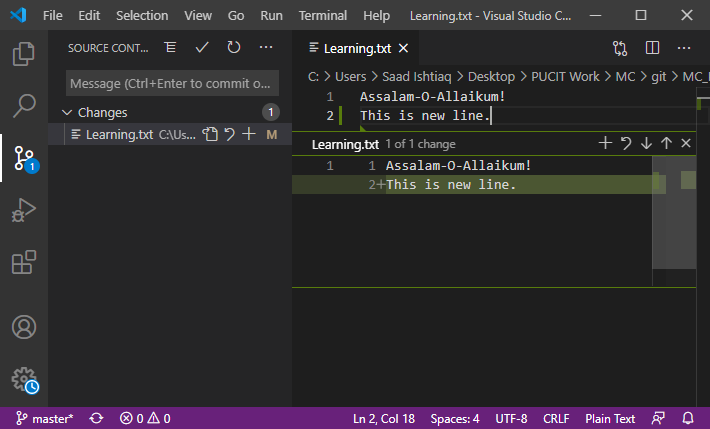 File Edit Selection View Go Run Terminal Help Learning.txt - Visual Studio C...
SOURCE CONT...
Learning.txt
Message (Ctrl+Enter to commit o...
C: > Users > Saad Ishtiaq > Desktop > PUCIT Work > MC > git >
Changes 1
1 Assalam-O-Allaikum!
2 This is new line.
Learning.txt C:\Us... M
Learning.txt 1 of 1 change
1 1 Assalam-O-Allaikum!
2+ This is new line.
1
master* 0 0 Ln 2, Col 18 Spaces: 4 UTF-8 CRLF Plain Text